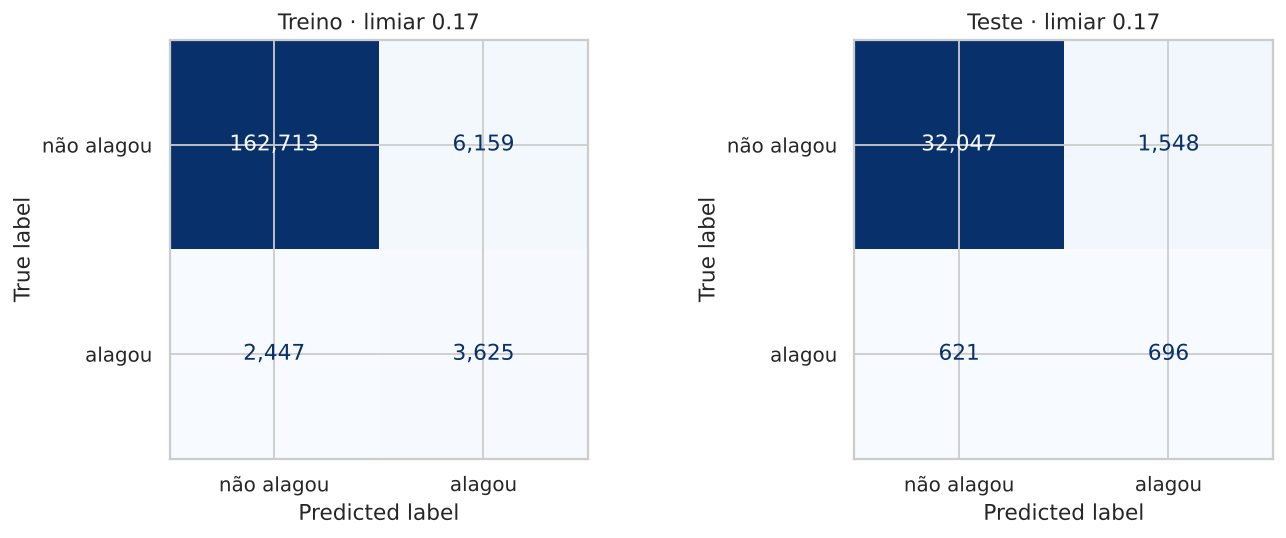 Treino · limiar 0.17
True label
não alagou
162,713
6,159
alagou
2,447
3,625
não alagou
alagou
Predicted label
Teste · limiar 0.17
True label
não alagou
32,047
1,548
alagou
621
696
não alagou
alagou
Predicted label